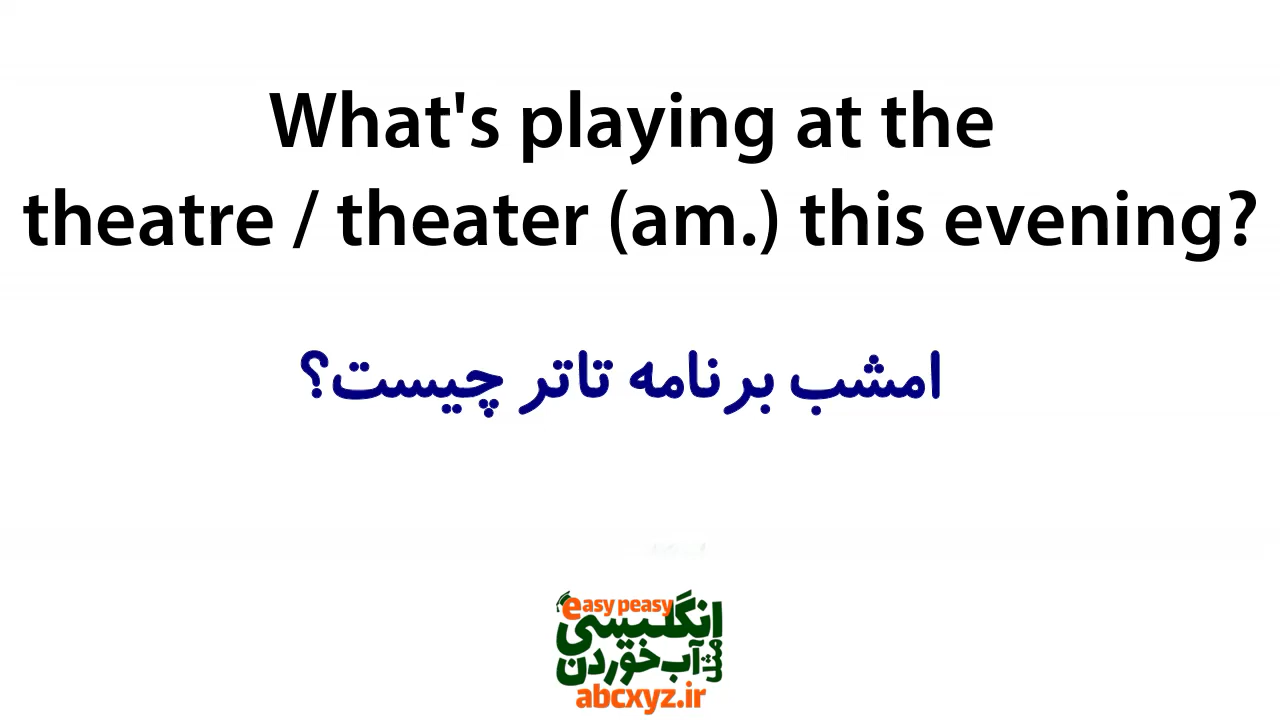 What's playing at the
theatre / theater (am.) this evening?
امشب برنامه تاتر چیست؟
easy peasy
انگلیسی
مثل آب خوردن
abcxyz.ir